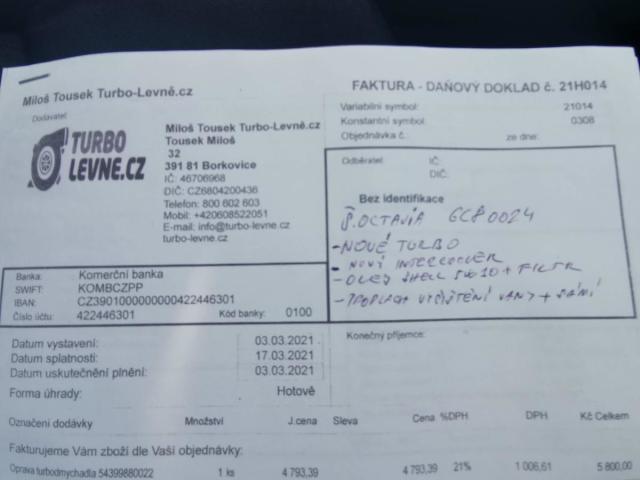 Miloš Tousek Turbo-Levně.cz
FAKTURA - DAŇOVÝ DOKLAD č. 21H014
Dodavatel:
TURBO
LEVNE.CZ
Miloš Tousek Turbo-Levně.cz
Tousek Miloš
32
391 81 Borkovice
IČ: 46706968
DIČ: CZ6804200436
Telefon: 800 602 603
Mobil: +420608522051
E-mail: info@turbo-levne.cz
turbo-levne.cz
Variabilní symbol: 21014
Konstantní symbol: 0308
Objednávka č.: ze dne:
Odběratel: IČ:
DIČ:
Bez identifikace
Š. OCTAVIA 6C80024
- NOVÉ TURBO
- NOVÝ INTERCOOLER
- OLEJ SHELL + FILTR
- VYČIŠTĚNÍ VANY + SÁNÍ
Banka: Komerční banka
SWIFT: KOMBCZPP
IBAN: CZ3901000000000422446301
Číslo účtu: 422446301 Kód banky: 0100
Datum vystavení: 03.03.2021
Datum splatnosti: 17.03.2021
Datum uskutečnění plnění: 03.03.2021
Forma úhrady: Hotově
Konečný příjemce:
Označení dodávky Množství J.cena Sleva Cena %DPH DPH Kč Celkem
Fakturujeme Vám zboží dle Vaší objednávky:
Oprava turbodmychadla 54399880022 1 ks 4 793,39 4 793,39 21% 1 006,61 5 800,00